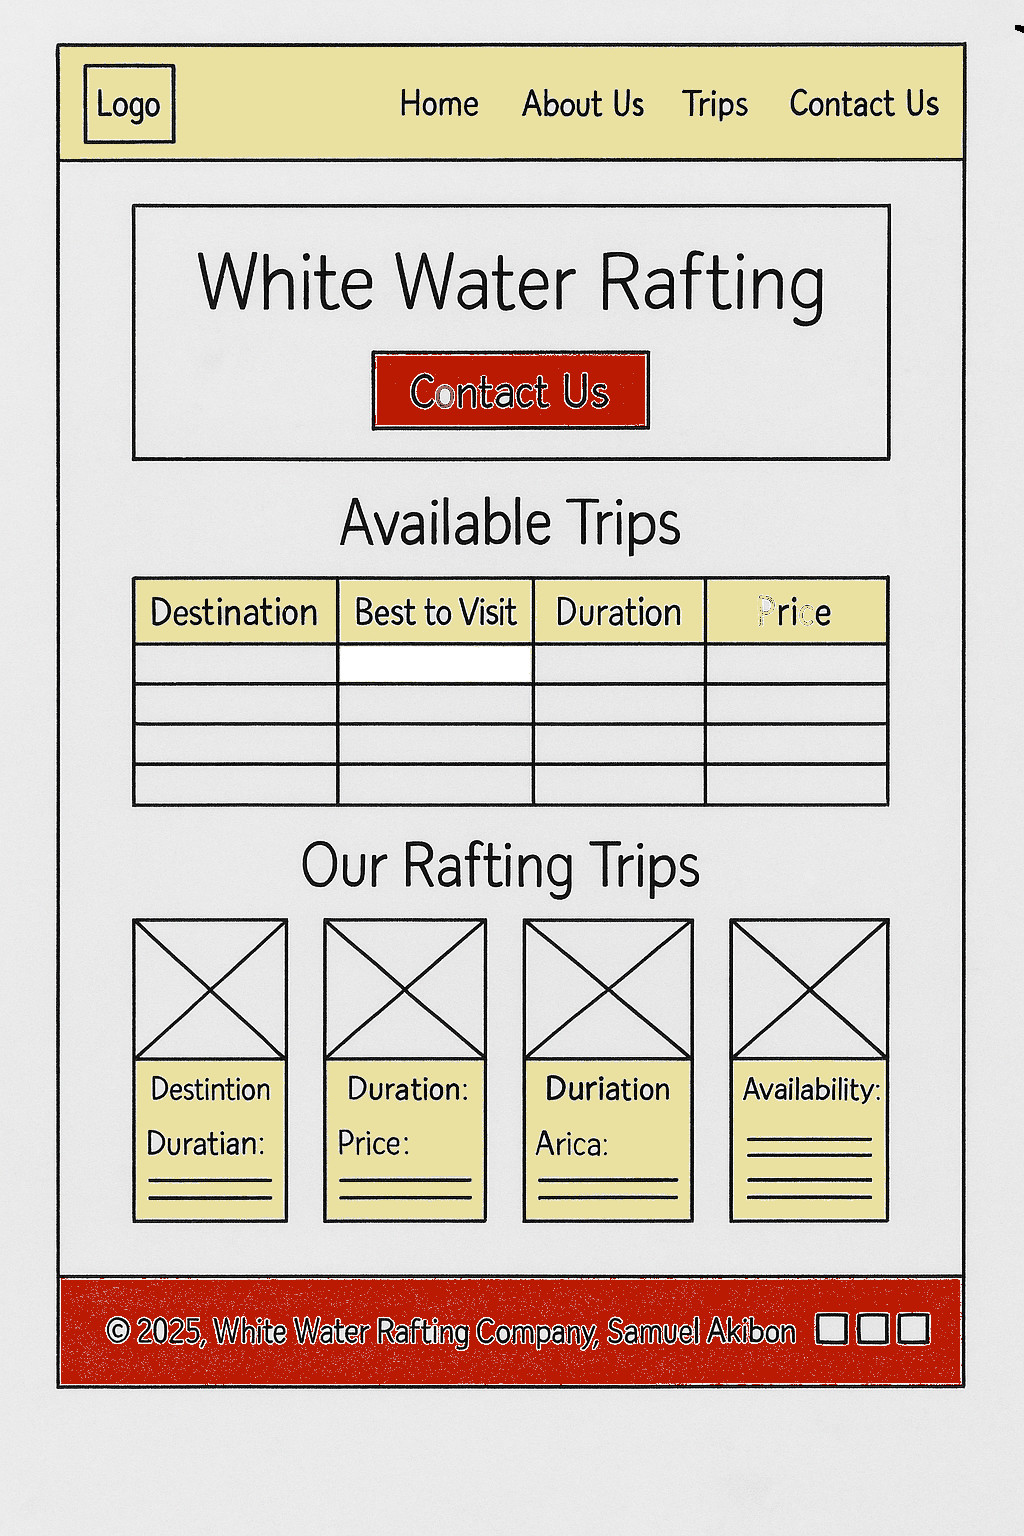 Logo
Home About Us Trips Contact Us
White Water Rafting
Contact Us
Available Trips
Destination Best to Visit Duration Price
Our Rafting Trips
Destintion
Duratian:
Duration:
Price:
Duriation
Arica:
Availability:
© 2025, White Water Rafting Company, Samuel Akibon